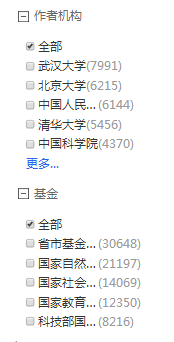 作者机构
全部
武汉大学(7991)
北京大学(6215)
中国人民... (6144)
清华大学(5456)
中国科学院(4370)
更多...
基金
全部
省市基金... (30648)
国家自然... (21197)
国家社会... (14069)
国家教育... (12350)
科技部国... (8216)